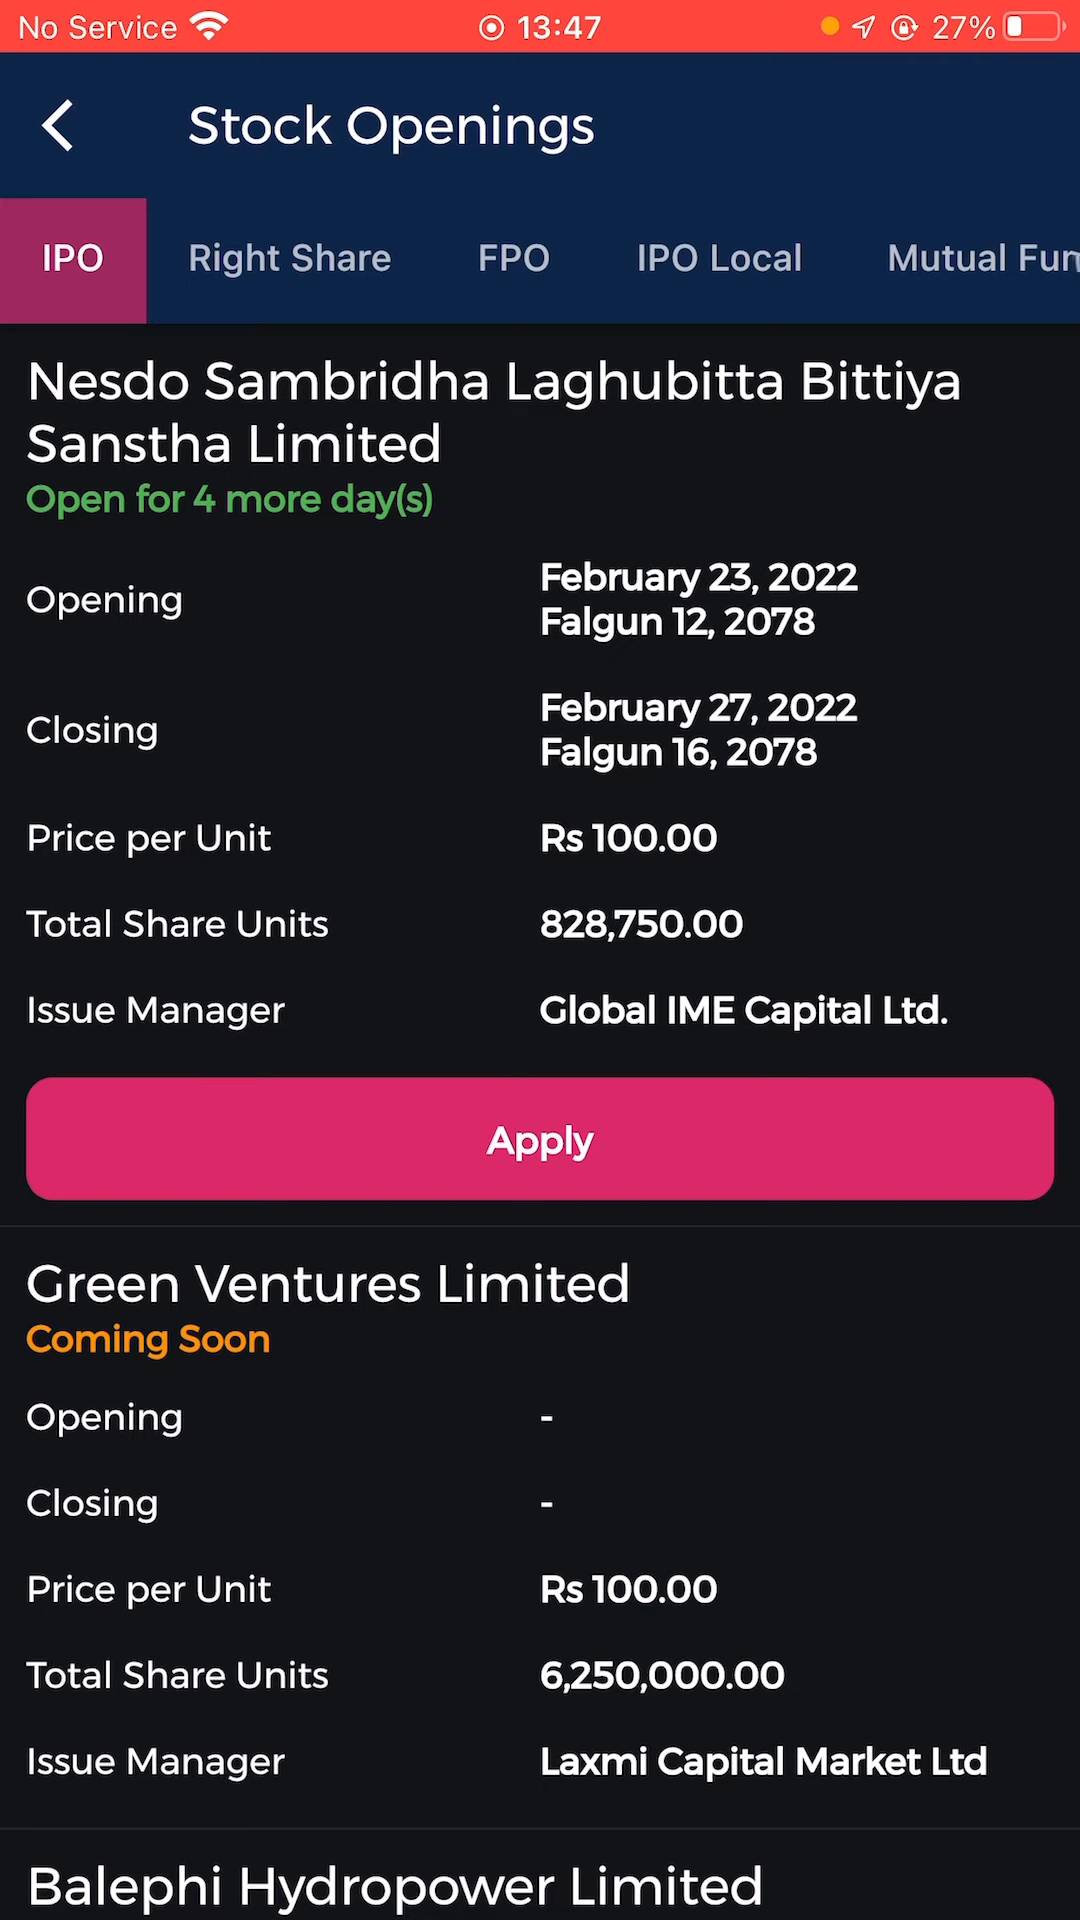 No Service 13:47 27%
Stock Openings
IPO Right Share FPO IPO Local Mutual Fun
Nesdo Sambridha Laghubitta Bittiya
Sanstha Limited
Open for 4 more day(s)
Opening February 23, 2022
Falgun 12, 2078
Closing February 27, 2022
Falgun 16, 2078
Price per Unit Rs 100.00
Total Share Units 828,750.00
Issue Manager Global IME Capital Ltd.
Apply
Green Ventures Limited
Coming Soon
Opening -
Closing -
Price per Unit Rs 100.00
Total Share Units 6,250,000.00
Issue Manager Laxmi Capital Market Ltd
Balephi Hydropower Limited